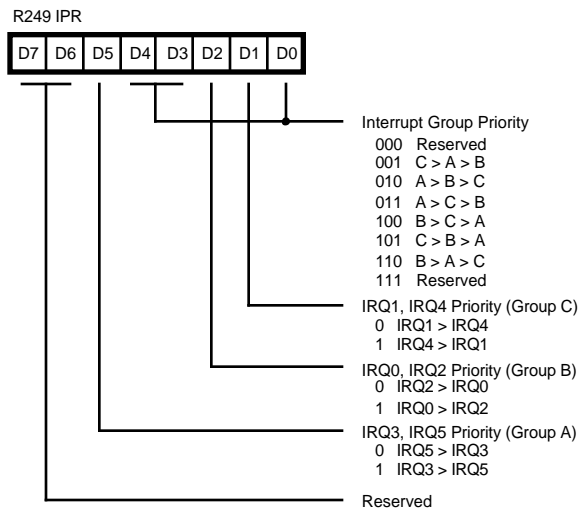 R249 IPR
D7 D6 D5 D4 D3 D2 D1 D0
Interrupt Group Priority
000 Reserved
001 C > A > B
010 A > B > C
011 A > C > B
100 B > C > A
101 C > B > A
110 B > A > C
111 Reserved
IRQ1, IRQ4 Priority (Group C)
0 IRQ1 > IRQ4
1 IRQ4 > IRQ1
IRQ0, IRQ2 Priority (Group B)
0 IRQ2 > IRQ0
1 IRQ0 > IRQ2
IRQ3, IRQ5 Priority (Group A)
0 IRQ5 > IRQ3
1 IRQ3 > IRQ5
Reserved